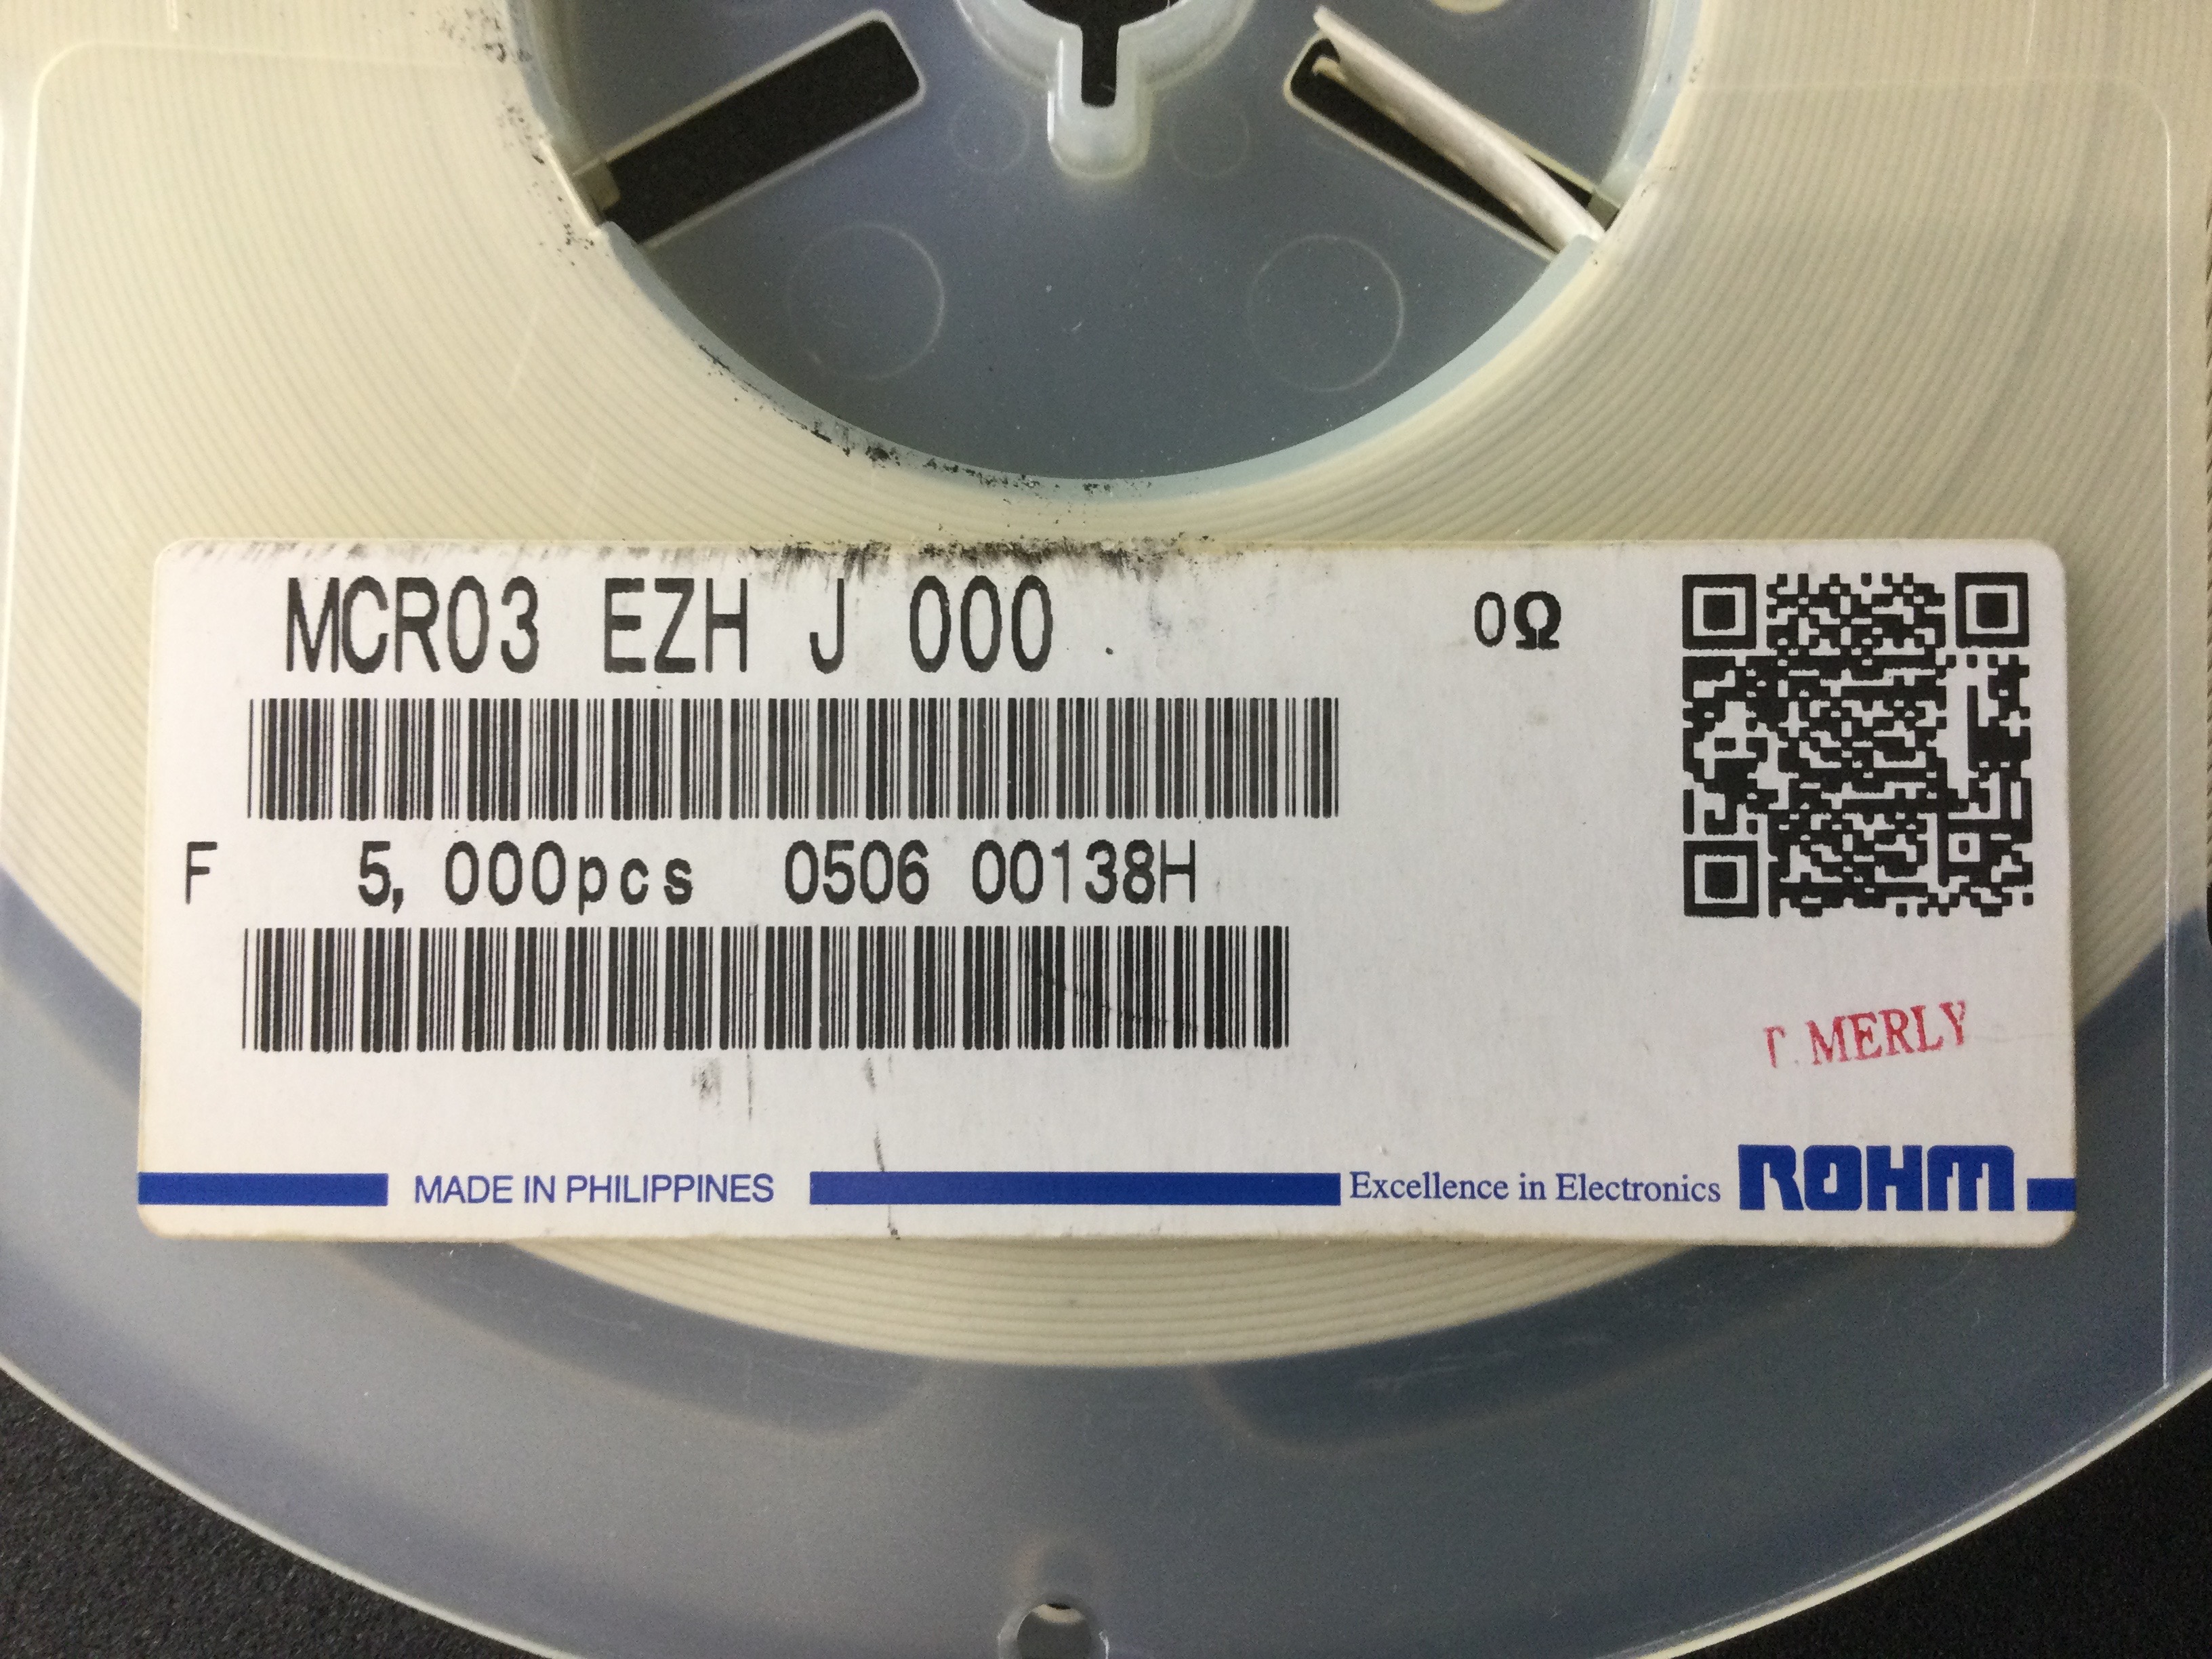 MCR03 EZH J 000 0Ω
F 5, 000pcs 0506 00138H
MERLY
MADE IN PHILIPPINES Excellence in Electronics ROHM